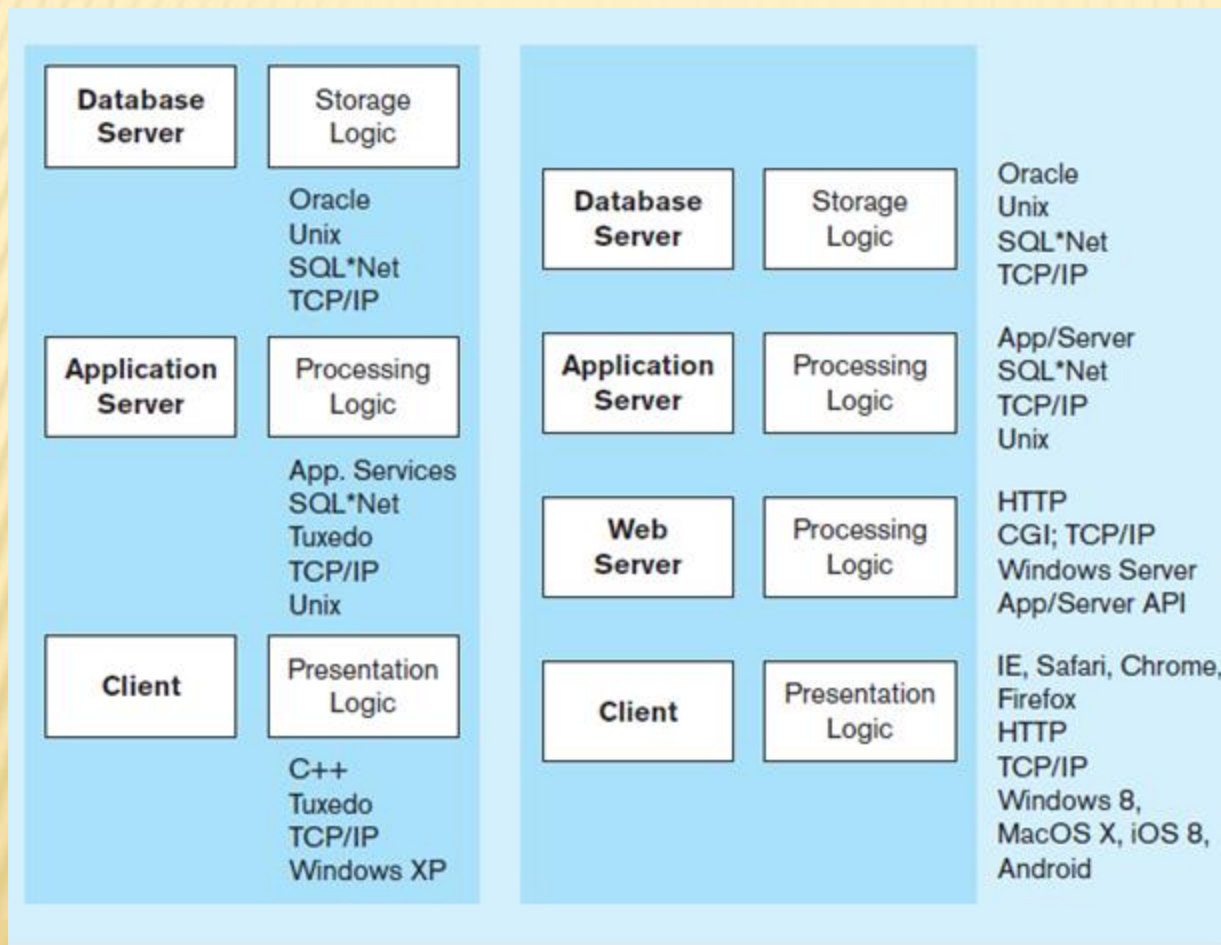 Database
Server
Storage
Logic
Oracle
Unix
SQL*Net
TCP/IP
Application
Server
Processing
Logic
App. Services
SQL*Net
Tuxedo
TCP/IP
Unix
Client
Presentation
Logic
C++
Tuxedo
TCP/IP
Windows XP
Database
Server
Storage
Logic
Oracle
Unix
SQL*Net
TCP/IP
Application
Server
Processing
Logic
App/Server
SQL*Net
TCP/IP
Unix
Web
Server
Processing
Logic
HTTP
CGI; TCP/IP
Windows Server
App/Server API
Client
Presentation
Logic
IE, Safari, Chrome,
Firefox
HTTP
TCP/IP
Windows 8,
MacOS X, iOS 8,
Android